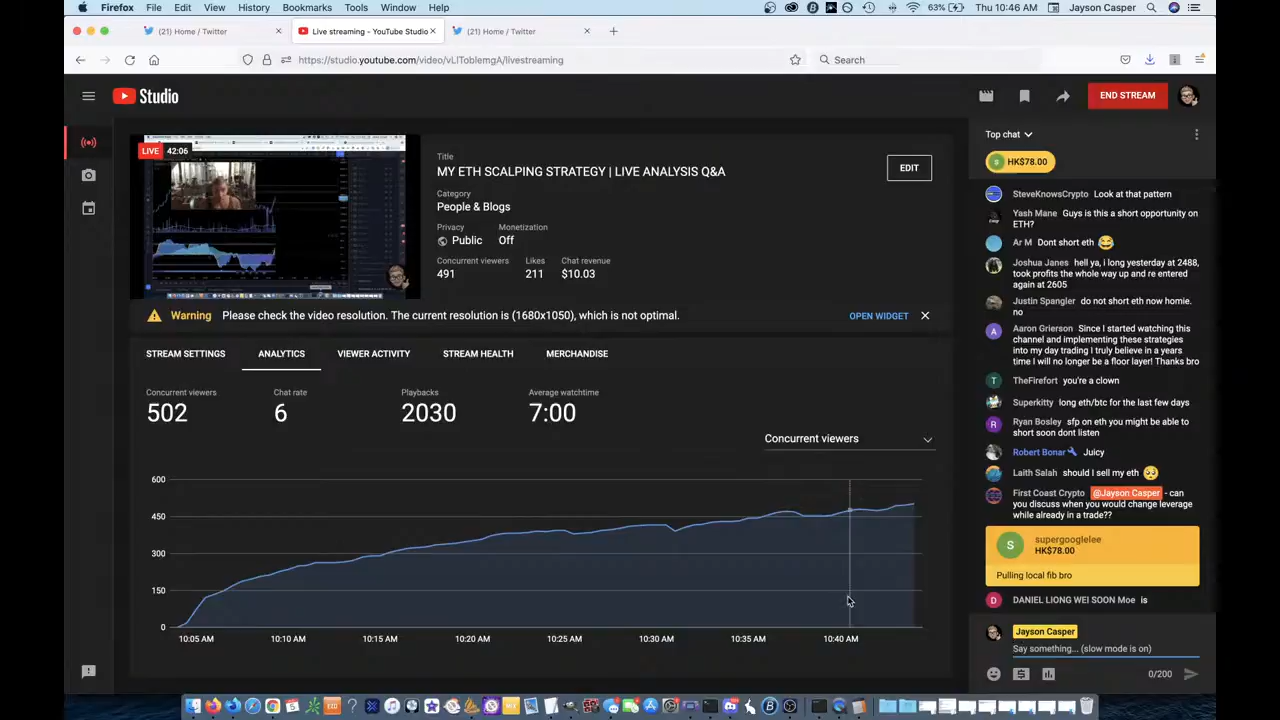 Firefox File Edit View History Bookmarks Tools Window Help 63% Thu 10:46 AM Jayson Casper
(21) Home / Twitter Live streaming - YouTube Studio (21) Home / Twitter
https://studio.youtube.com/video/vLIToblemgA/livestreaming Search
Studio END STREAM
LIVE 42:06
Title
MY ETH SCALPING STRATEGY | LIVE ANALYSIS Q&A
EDIT
Category
People & Blogs
Privacy Monetization
Public Off
Concurrent viewers Likes Chat revenue
491 211 $10.03
Warning Please check the video resolution. The current resolution is (1680x1050), which is not optimal. OPEN WIDGET
STREAM SETTINGS ANALYTICS VIEWER ACTIVITY STREAM HEALTH MERCHANDISE
Concurrent viewers Chat rate Playbacks Average watchtime
502 6 2030 7:00
Concurrent viewers
600
450
300
150
0
10:05 AM 10:10 AM 10:15 AM 10:20 AM 10:25 AM 10:30 AM 10:35 AM 10:40 AM
Top chat
S HK$78.00
SteveKnowsCrypto Look at that pattern
Yash Mane Guys is this a short opportunity on
ETH?
Ar M Dont short eth 😂
Joshua Janes hell ya, i long yesterday at 2488,
took profits the whole way up and re entered
again at 2605
Justin Spangler do not short eth now homie.
no
A Aaron Grierson Since I started watching this
channel and implementing these strategies
into my day trading I truly believe in a years
time I will no longer be a floor layer! Thanks bro
T TheFirefort you're a clown
Superkitty long eth/btc for the last few days
R Ryan Bosley sfp on eth you might be able to
short soon dont listen
Robert Bonar Juicy
Laith Salah should I sell my eth 🥺
First Coast Crypto @Jayson Casper - can
you discuss when you would change leverage
while already in a trade??
S supergooglelee
HK$78.00
Pulling local fib bro
D DANIEL LIONG WEI SOON Moe is
Jayson Casper
Say something... (slow mode is on)
0/200